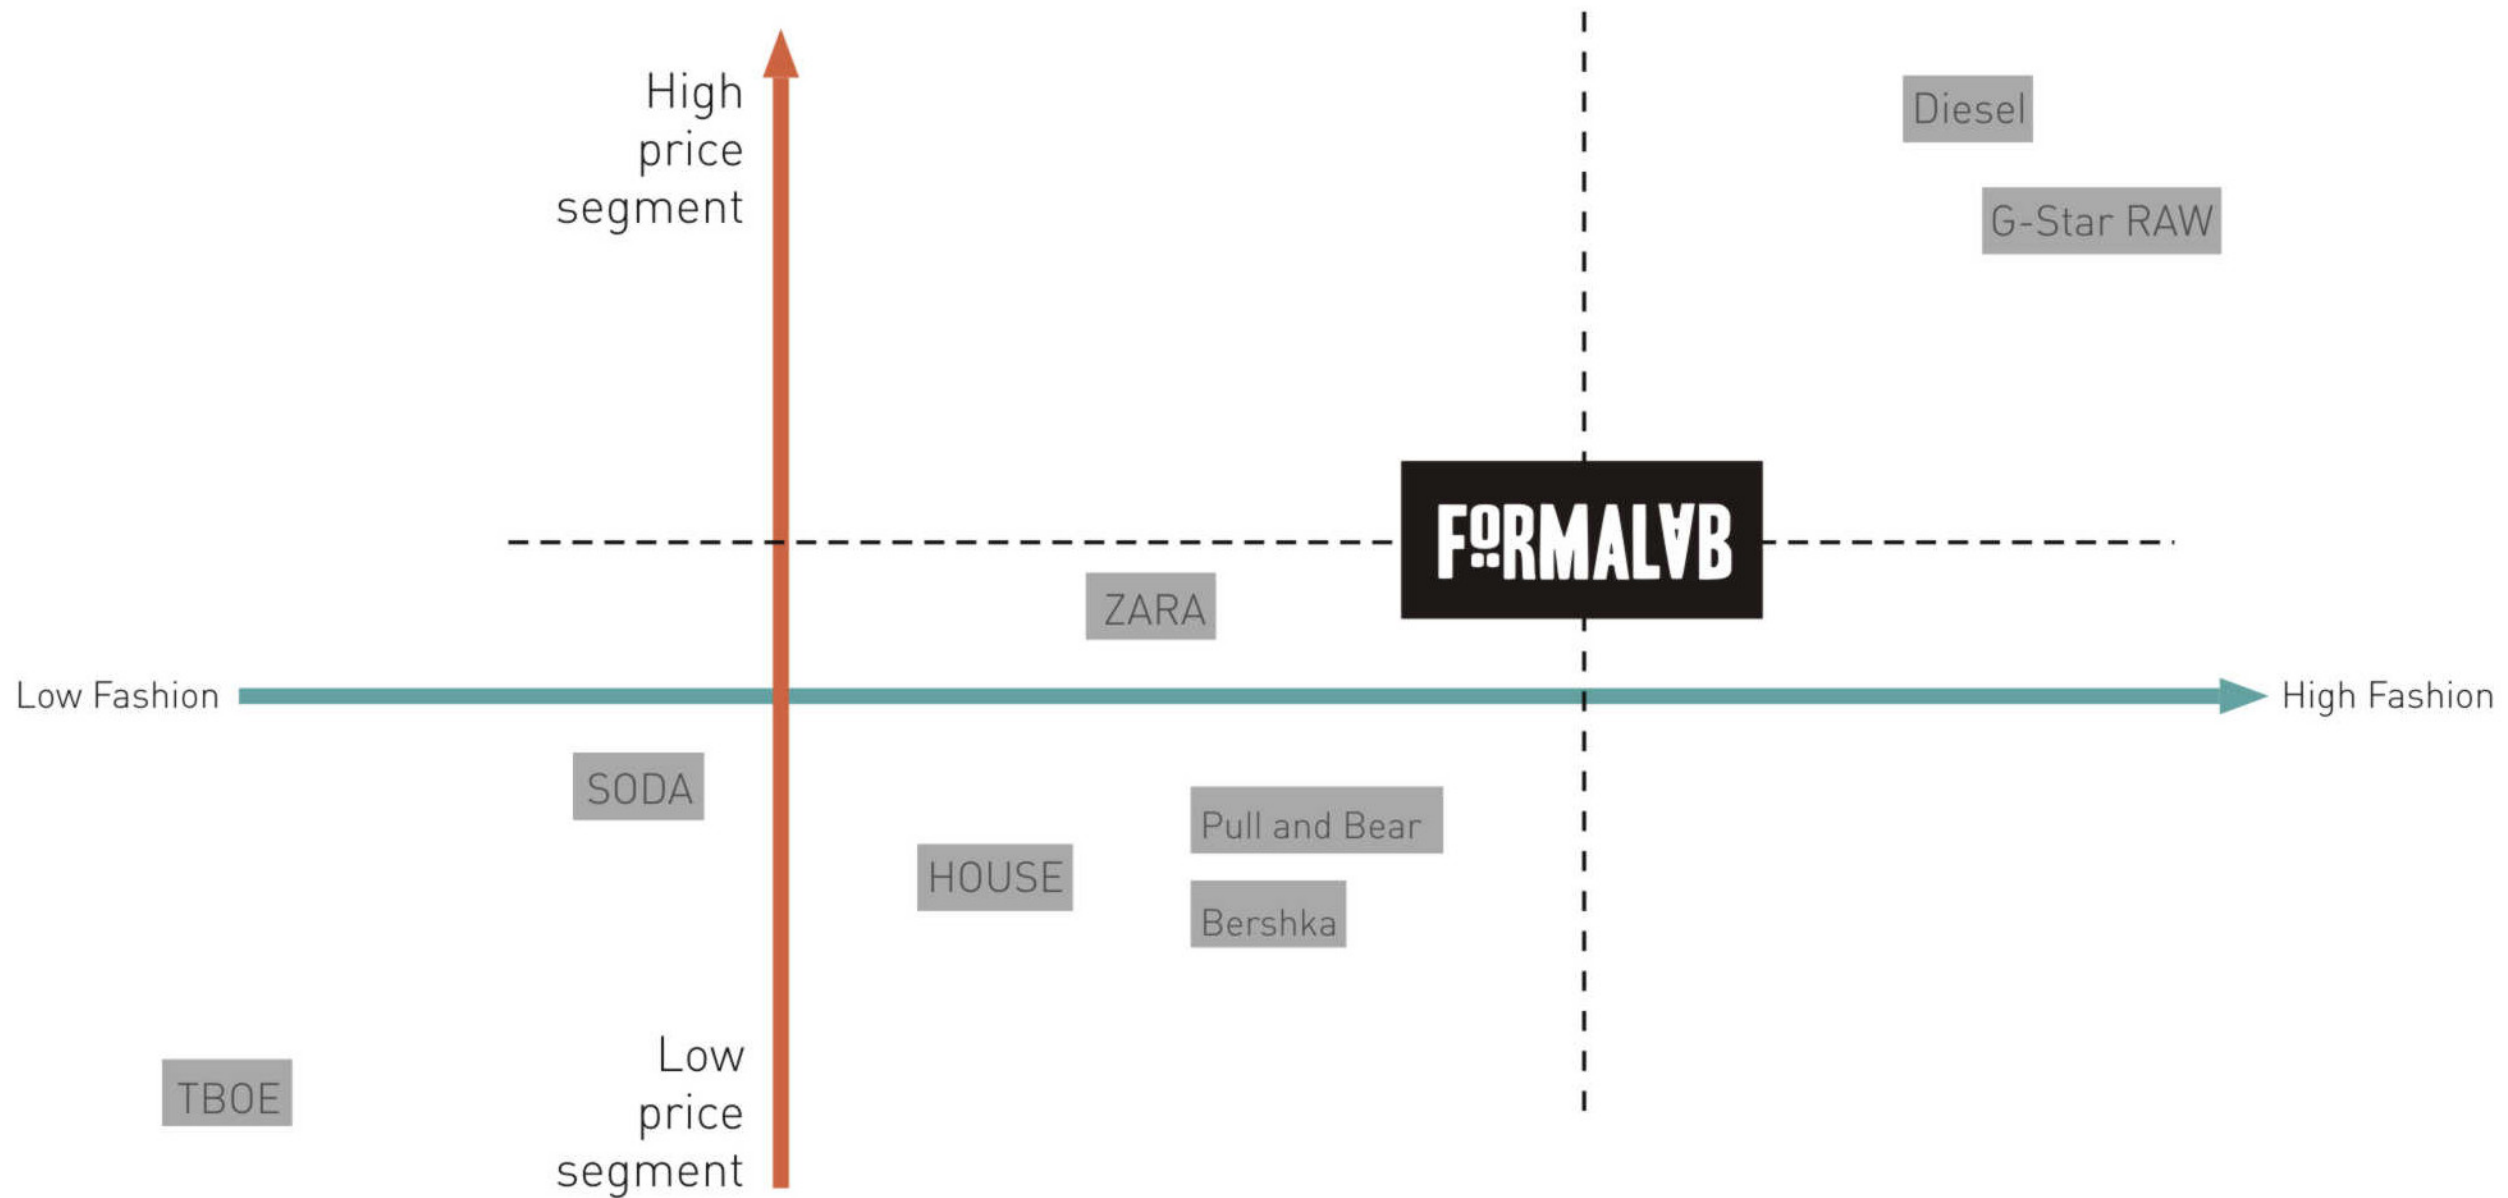 High
price
segment
Diesel
G-Star RAW
FORMALAB
ZARA
Low Fashion
High Fashion
SODA
Pull and Bear
HOUSE
Bershka
Low
price
segment
TBOE